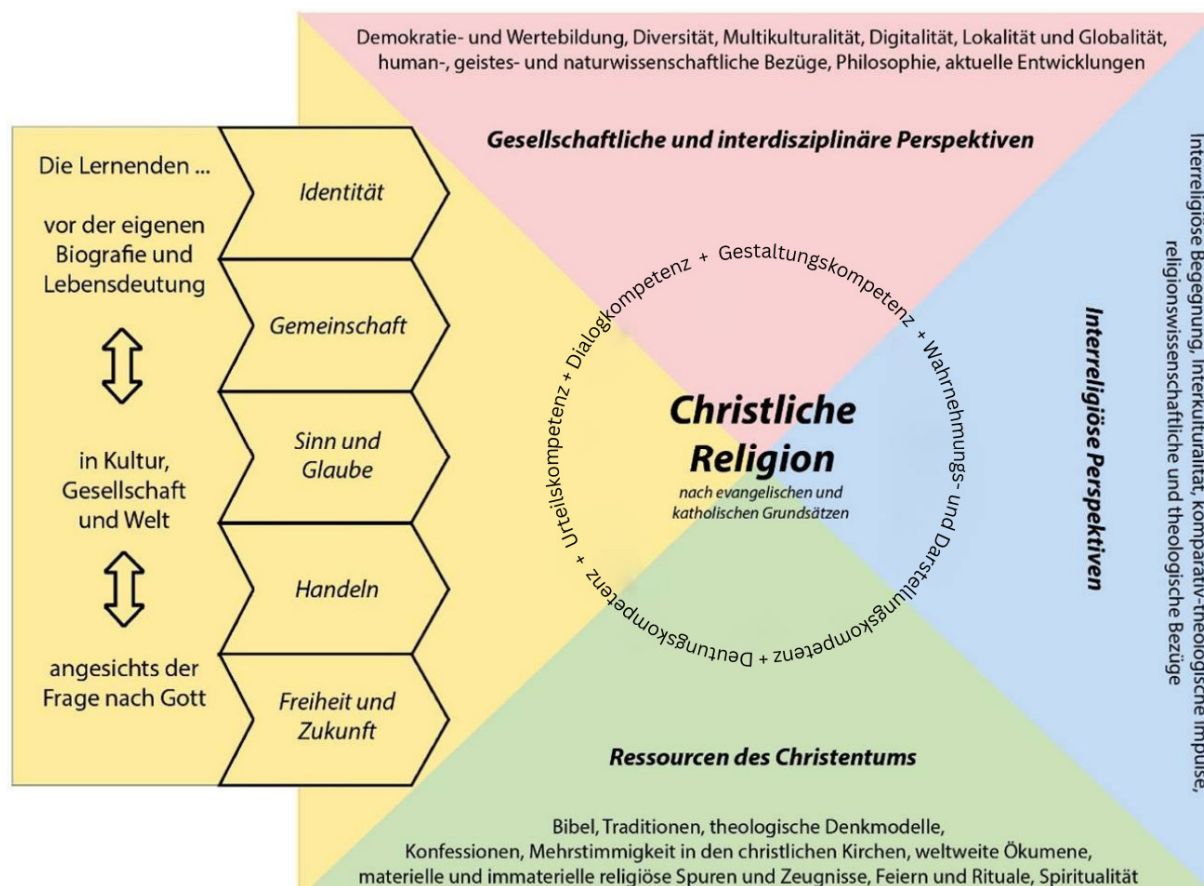 Demokratie- und Wertebildung, Diversität, Multikulturalität, Digitalität, Lokalität und Globalität,
human-, geistes- und naturwissenschaftliche Bezüge, Philosophie, aktuelle Entwicklungen
Gesellschaftliche und interdisziplinäre Perspektiven
Die Lernenden ...
vor der eigenen
Biografie und
Lebensdeutung
in Kultur,
Gesellschaft
und Welt
angesichts der
Frage nach Gott
Identität
Gemeinschaft
Sinn und
Glaube
Handeln
Freiheit und
Zukunft
Urteilskompetenz + Dialogkompetenz + Gestaltungskompetenz + Wahrnehmungs- und Darstellungskompetenz + Deutungskompetenz +
Christliche
Religion
nach evangelischen und
katholischen Grundsätzen
Interreligiöse Perspektiven
Interreligiöse Begegnung, Interkulturalität, komparativ-theologische Impulse,
religionswissenschaftliche und theologische Bezüge
Ressourcen des Christentums
Bibel, Traditionen, theologische Denkmodelle,
Konfessionen, Mehrstimmigkeit in den christlichen Kirchen, weltweite Ökumene,
materielle und immaterielle religiöse Spuren und Zeugnisse, Feiern und Rituale, Spiritualität